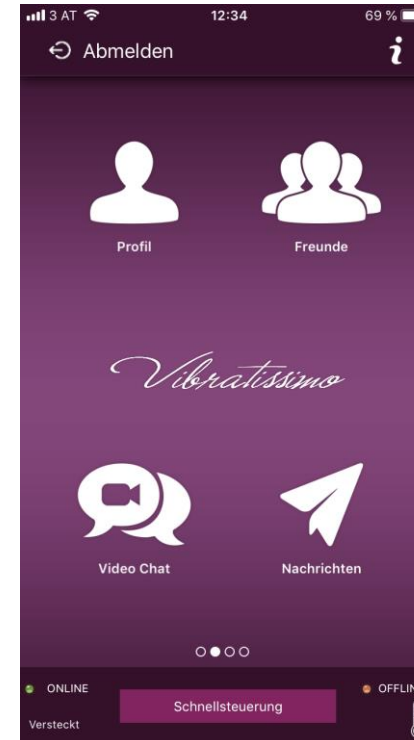 3 AT 12:34 69 %
Abmelden
Profil Freunde
Vibratissimo
Video Chat Nachrichten
ONLINE OFFLIN
Schnellsteuerung
Versteckt